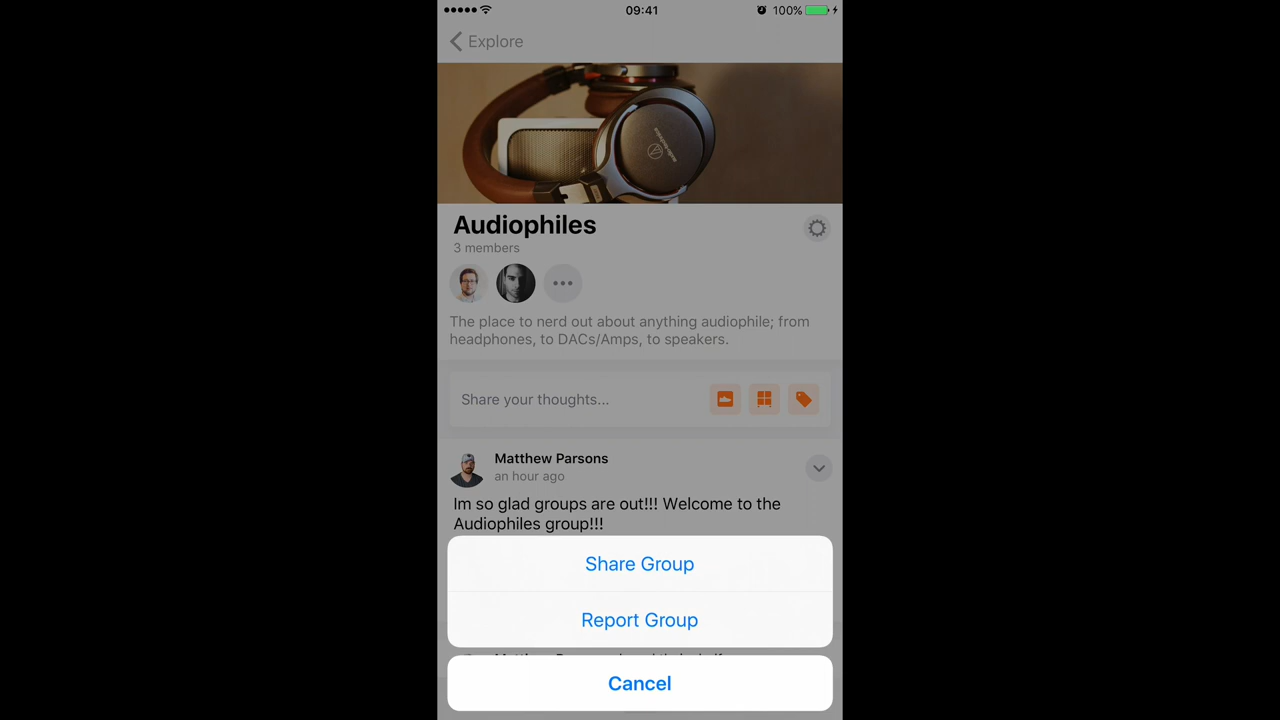 09:41
100%
Explore
audio-technica
Audiophiles
3 members
The place to nerd out about anything audiophile; from
headphones, to DACs/Amps, to speakers.
Share your thoughts...
Matthew Parsons
an hour ago
Im so glad groups are out!!! Welcome to the
Audiophiles group!!!
Share Group
Report Group
Cancel